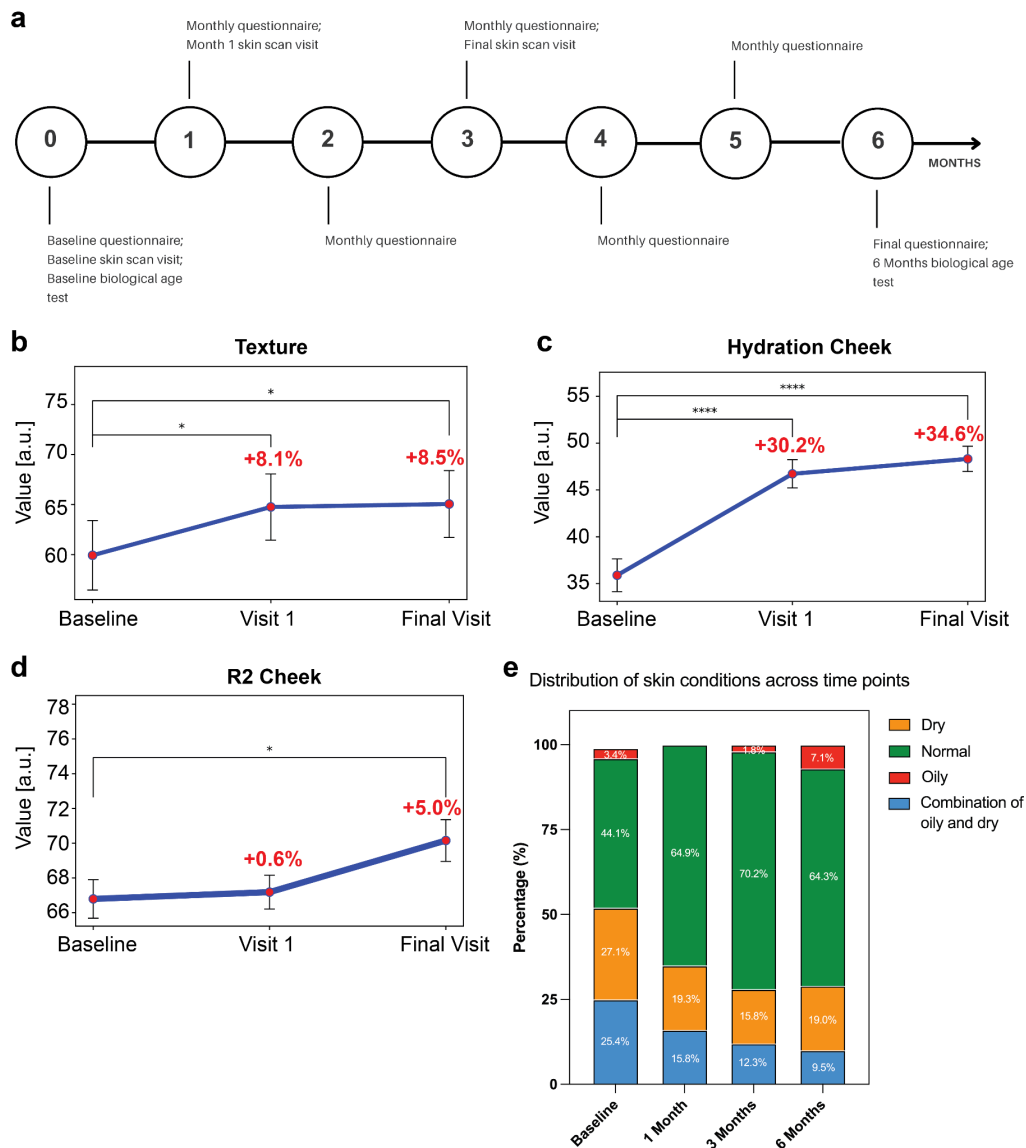 a
Monthly questionnaire;
Month 1 skin scan visit
Monthly questionnaire;
Final skin scan visit
Monthly questionnaire
0
1
2
3
4
5
6
MONTHS
Baseline questionnaire;
Baseline skin scan visit;
Baseline biological age
test
Monthly questionnaire
Monthly questionnaire
Final questionnaire;
6 Months biological age
test
b
Texture
Value [a.u.]
75
70
65
60
*
*
+8.1%
+8.5%
Baseline
Visit 1
Final Visit
c
Hydration Cheek
Value [a.u.]
55
50
45
40
35
****
****
+30.2%
+34.6%
Baseline
Visit 1
Final Visit
d
R2 Cheek
Value [a.u.]
78
76
74
72
70
68
66
*
+0.6%
+5.0%
Baseline
Visit 1
Final Visit
e
Distribution of skin conditions across time points
Percentage (%)
100
75
50
25
0
3.4%
44.1%
27.1%
25.4%
64.9%
19.3%
15.8%
1.8%
70.2%
15.8%
12.3%
7.1%
64.3%
19.0%
9.5%
Baseline
1 Month
3 Months
6 Months
Dry
Normal
Oily
Combination of
oily and dry